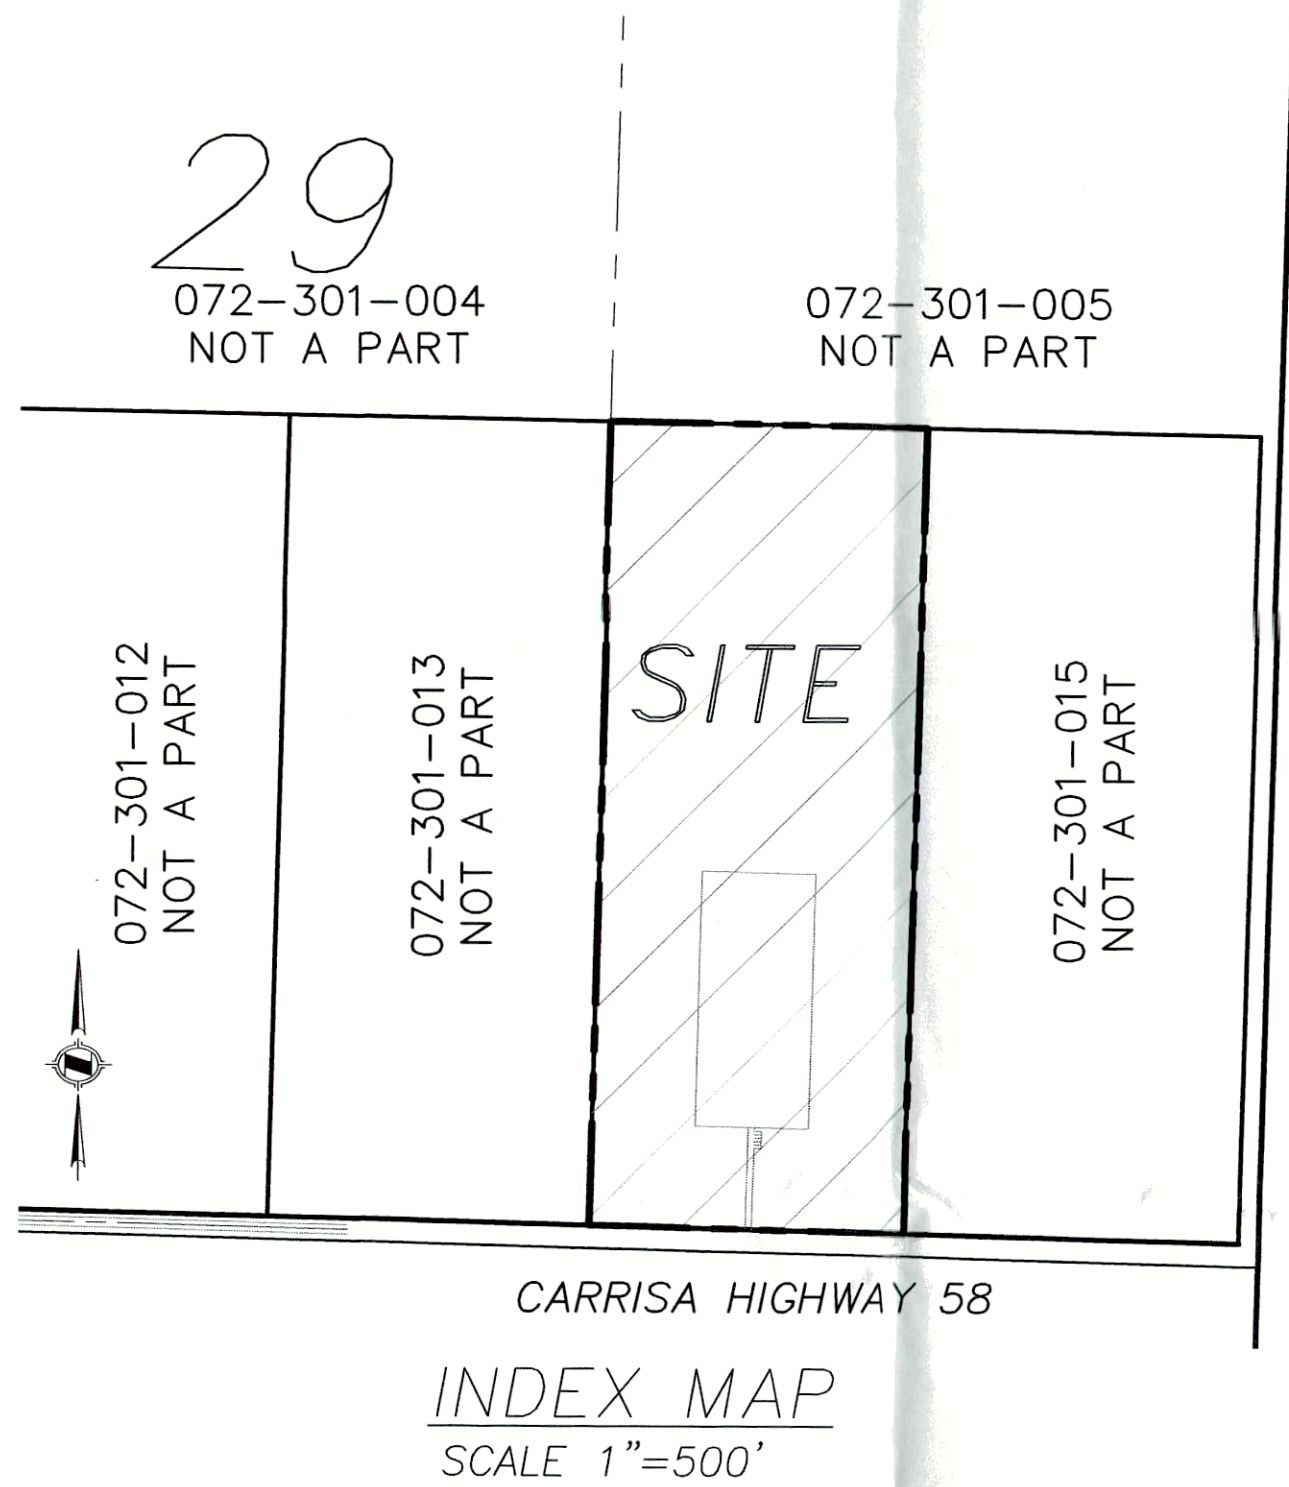 29
072-301-004
NOT A PART
072-301-005
NOT A PART
072-301-012
NOT A PART
072-301-013
NOT A PART
SITE
072-301-015
NOT A PART
CARRISA HIGHWAY 58
INDEX MAP
SCALE 1"=500'